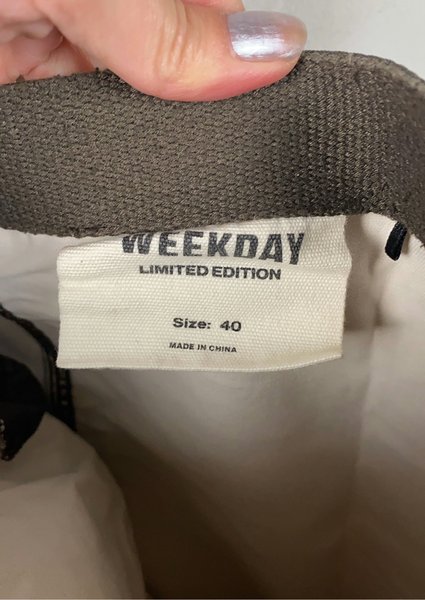 WEEKDAY
LIMITED EDITION
Size: 40
MADE IN CHINA